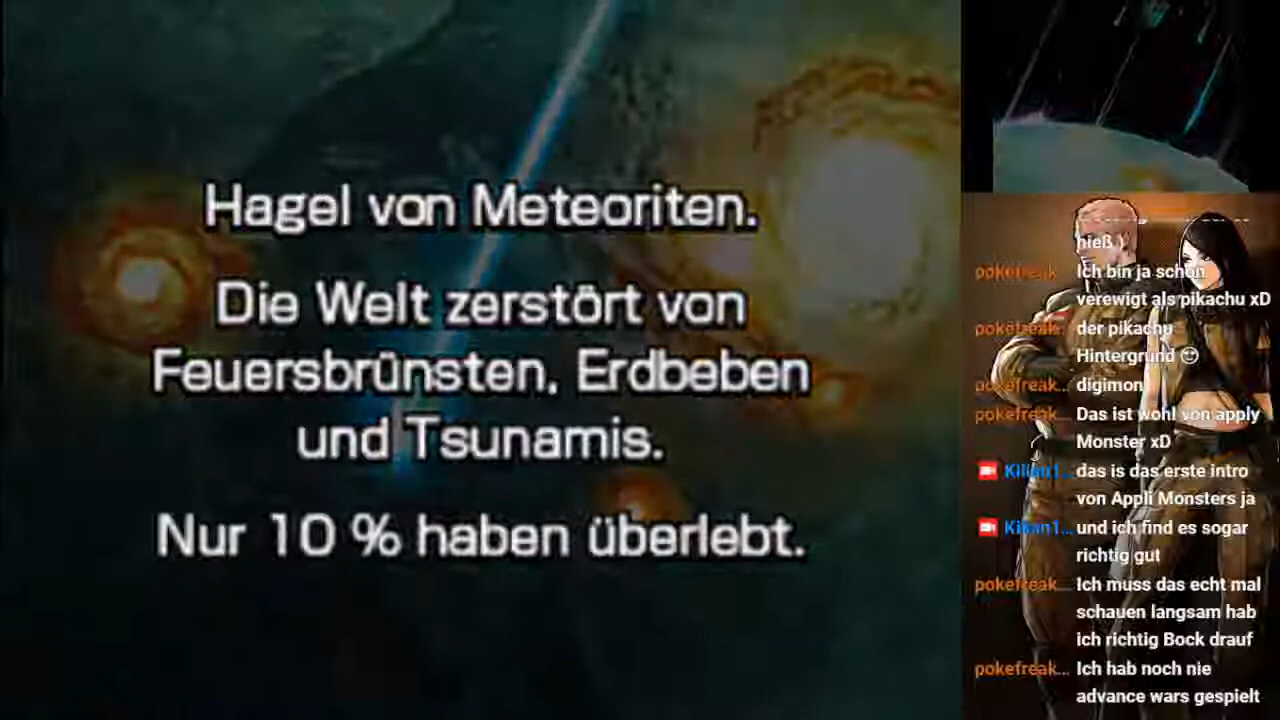 Hagel von Meteoriten.
Die Welt zerstört von
Feuersbrünsten, Erdbeben
und Tsunamis.
Nur 10 % haben überlebt.
hieß )
pokefreak... Ich bin ja schon
verewigt als pikachu xD
pokefreak... der pikachu
Hintergrund 😊
pokefreak... digimon
pokefreak... Das ist wohl von apply
Monster xD
Kilian1... das is das erste intro
von Appli Monsters ja
Kilian1... und ich find es sogar
richtig gut
pokefreak... Ich muss das echt mal
schauen langsam hab
ich richtig Bock drauf
pokefreak... Ich hab noch nie
advance wars gespielt